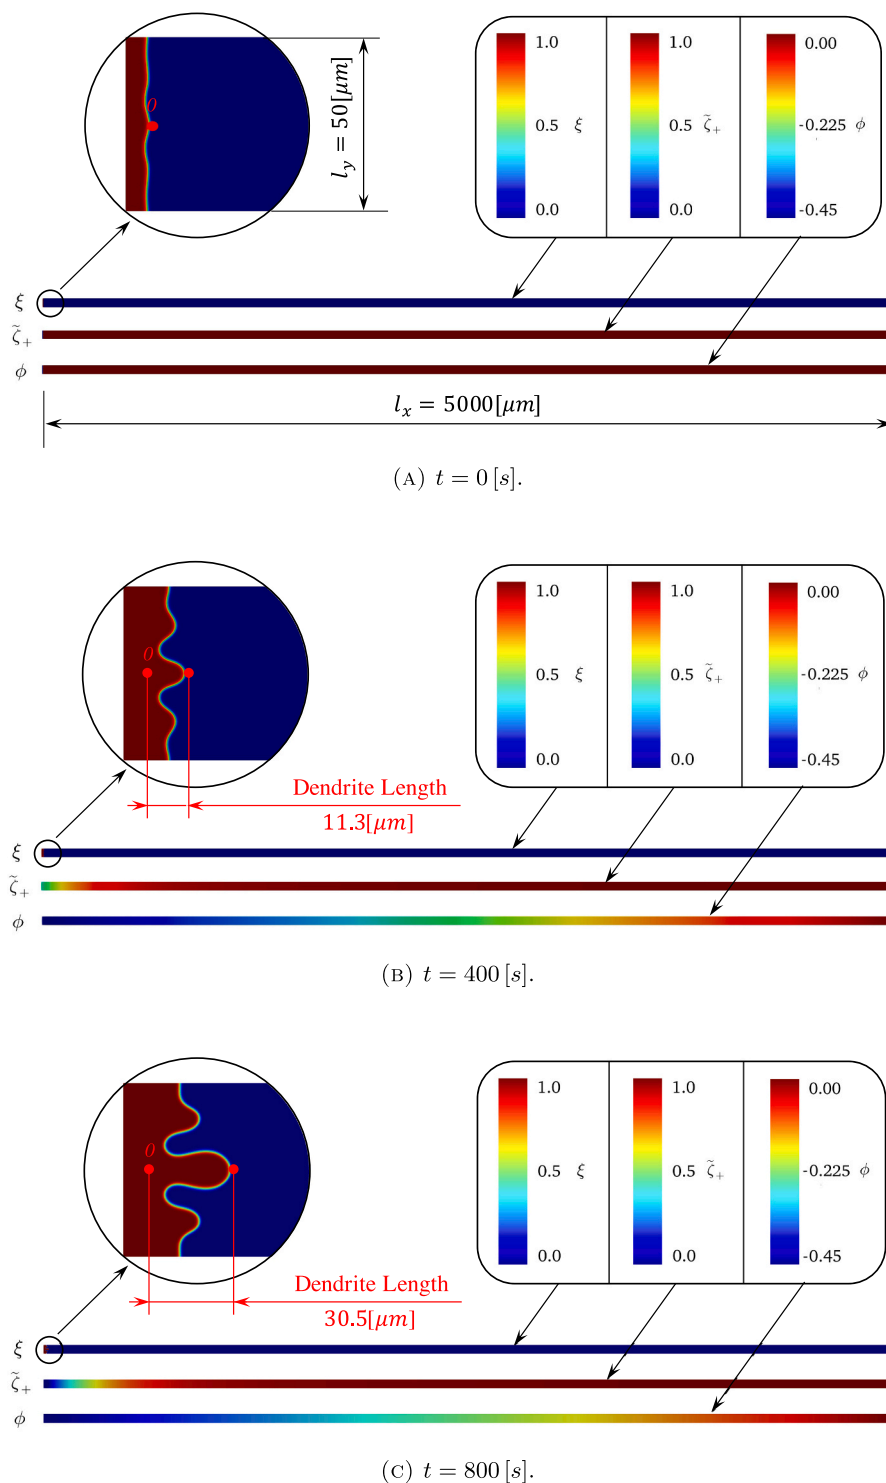 0
l_y = 50[μm]
1.0
0.5 ξ
0.0
1.0
0.5 ζ̃₊
0.0
0.00
-0.225 ϕ
-0.45
ξ
ζ̃₊
ϕ
l_x = 5000[μm]
(A) t = 0 [s].
0
Dendrite Length
11.3[μm]
1.0
0.5 ξ
0.0
1.0
0.5 ζ̃₊
0.0
0.00
-0.225 ϕ
-0.45
ξ
ζ̃₊
ϕ
(B) t = 400 [s].
0
Dendrite Length
30.5[μm]
1.0
0.5 ξ
0.0
1.0
0.5 ζ̃₊
0.0
0.00
-0.225 ϕ
-0.45
ξ
ζ̃₊
ϕ
(C) t = 800 [s].